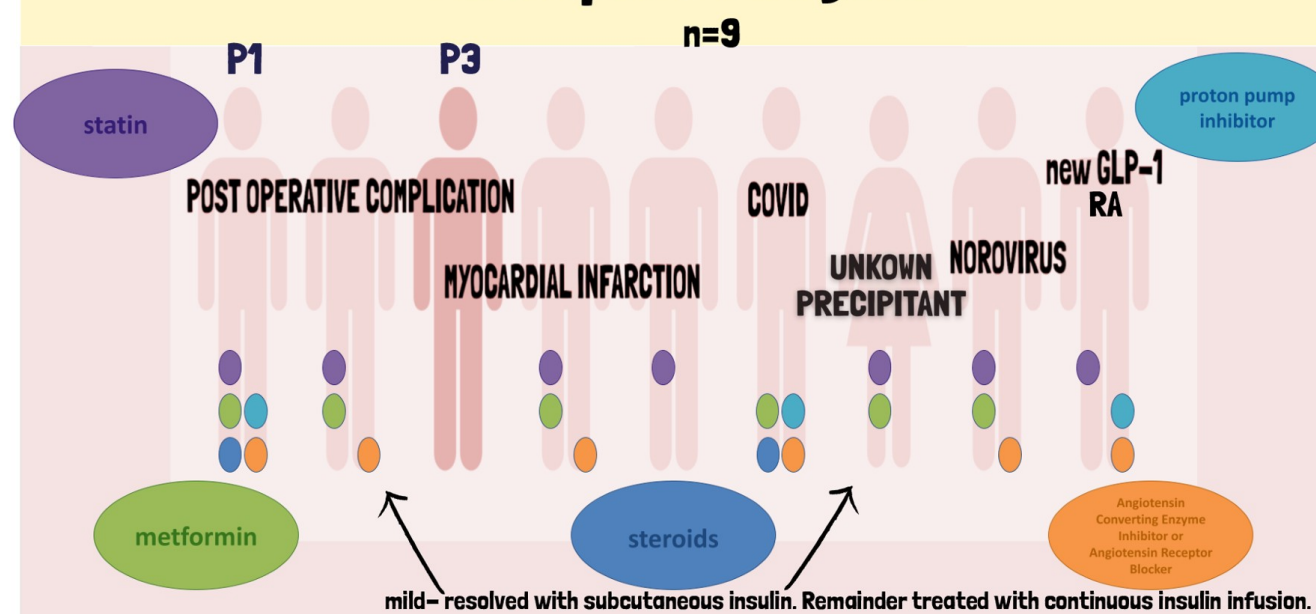 n=9
P1
P3
statin
proton pump
inhibitor
POST OPERATIVE COMPLICATION
COVID
new GLP-1
RA
MYOCARDIAL INFARCTION
UNKOWN
PRECIPITANT
NOROVIRUS
metformin
steroids
Angiotensin
Converting Enzyme
Inhibitor or
Angiotensin Receptor
Blocker
mild- resolved with subcutaneous insulin. Remainder treated with continuous insulin infusion